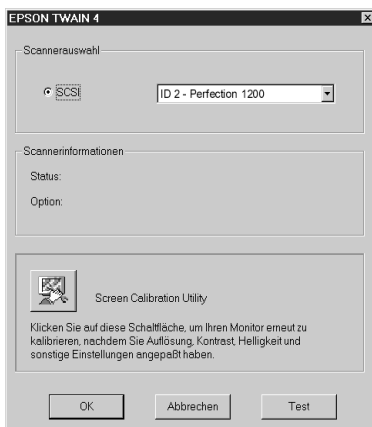 EPSON TWAIN 4
Scannerauswahl
SCSI
ID 2 - Perfection 1200
Scannerinformationen
Status:
Option:
Screen Calibration Utility
Klicken Sie auf diese Schaltfläche, um Ihren Monitor erneut zu
kalibrieren, nachdem Sie Auflösung, Kontrast, Helligkeit und
sonstige Einstellungen angepaßt haben.
OK Abbrechen Test